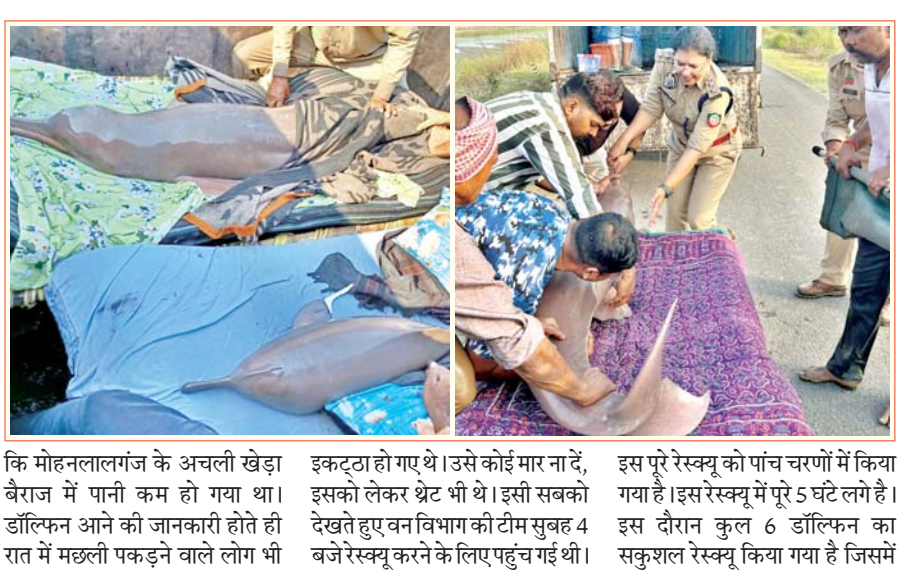 कि मोहनलालगंज के अचली खेड़ा
बैराज में पानी कम हो गया था।
डॉल्फिन आने की जानकारी होते ही
रात में मछली पकड़ने वाले लोग भी
इकट्ठा हो गए थे।उसे कोई मार ना दें,
इसको लेकर थ्रेट भी थे।इसी सबको
देखते हुए वन विभाग की टीम सुबह 4
बजे रेस्क्यू करने के लिए पहुंच गई थी।
इस पूरे रेस्क्यू को पांच चरणों में किया
गया है।इस रेस्क्यू में पूरे 5 घंटे लगे है।
इस दौरान कुल 6 डॉल्फिन का
सकुशल रेस्क्यू किया गया है जिसमें